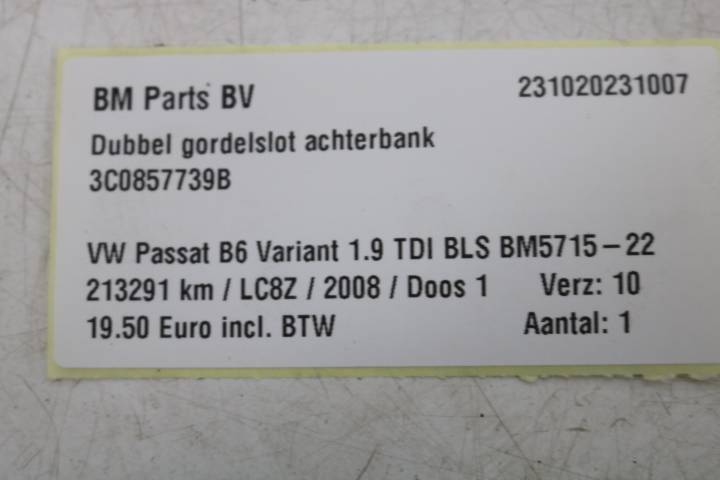 BM Parts BV 231020231007
Dubbel gordelslot achterbank
3C0857739B
VW Passat B6 Variant 1.9 TDI BLS BM5715-22
213291 km / LC8Z / 2008 / Doos 1 Verz: 10
19.50 Euro incl. BTW Aantal: 1